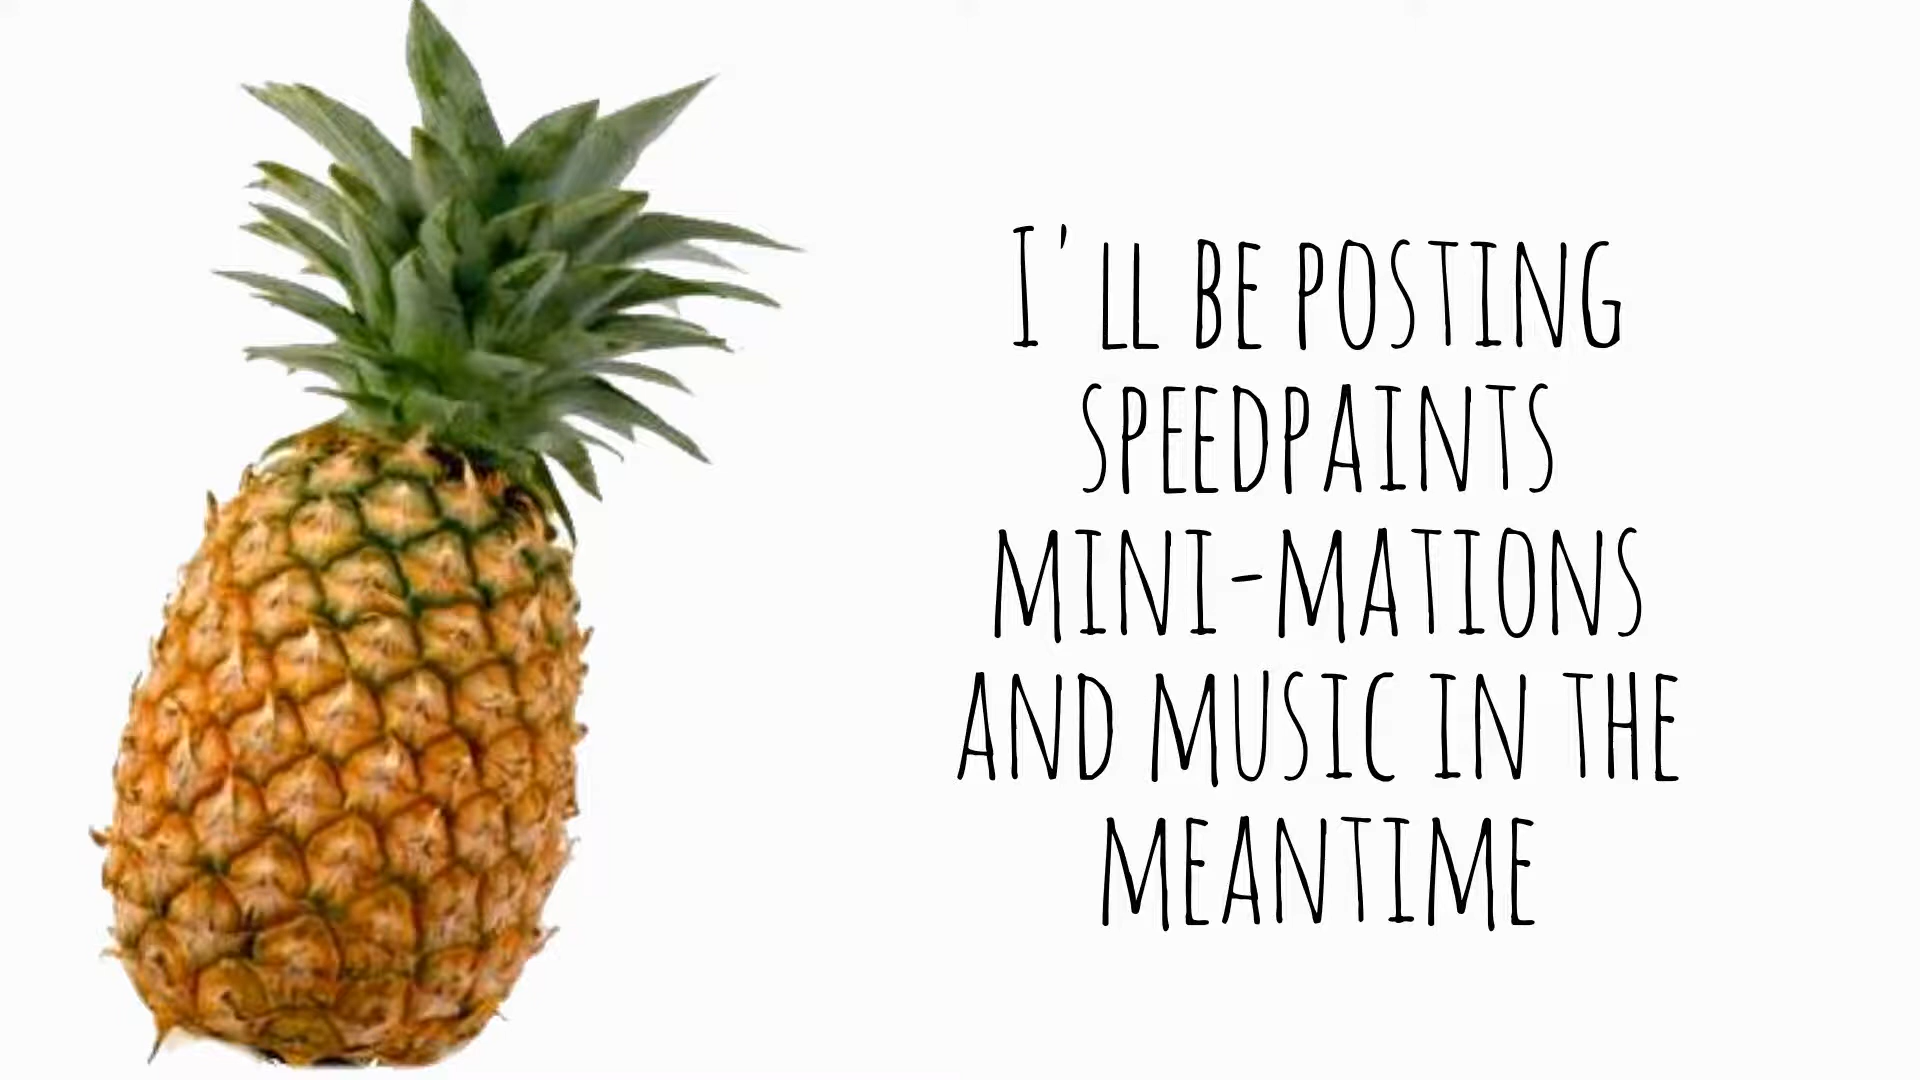 I'LL BE POSTING
SPEEDPAINTS
MINI-MATIONS
AND MUSIC IN THE
MEANTIME